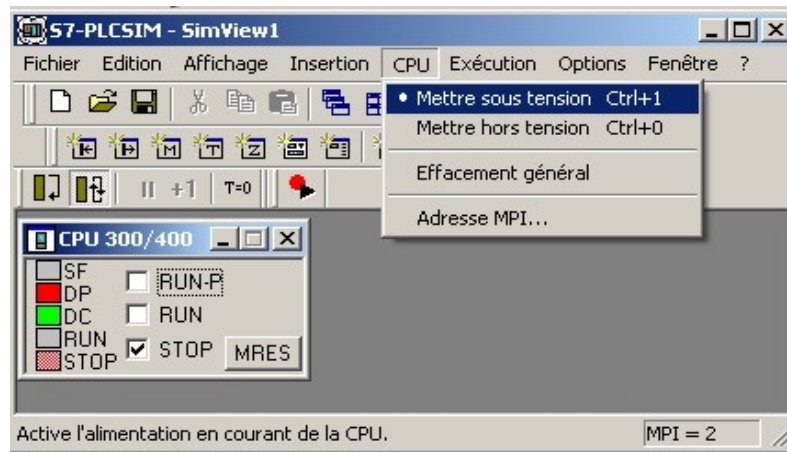 S7-PLCSIM - SimView1
Fichier Edition Affichage Insertion CPU Exécution Options Fenêtre ?
Mettre sous tension Ctrl+1
Mettre hors tension Ctrl+0
Effacement général
Adresse MPI...
+1 T=0
CPU 300/400
SF
DP
DC
RUN
STOP
RUN-P
RUN
STOP
MRES
Active l'alimentation en courant de la CPU.
MPI = 2